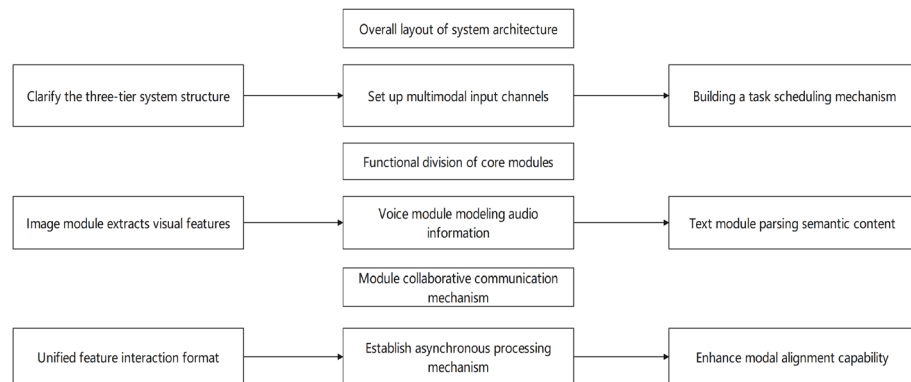 Overall layout of system architecture
Clarify the three-tier system structure
Set up multimodal input channels
Building a task scheduling mechanism
Functional division of core modules
Image module extracts visual features
Voice module modeling audio
information
Text module parsing semantic content
Module collaborative communication
mechanism
Unified feature interaction format
Establish asynchronous processing
mechanism
Enhance modal alignment capability